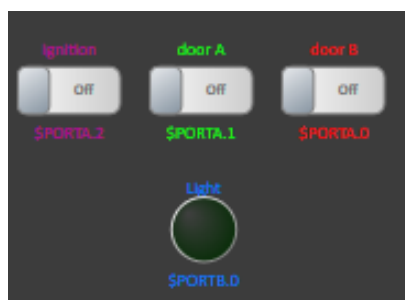 Ignition door A door B
Off Off Off
$PORTA.2 $PORTA.1 $PORTA.0
Light
$PORTB.0